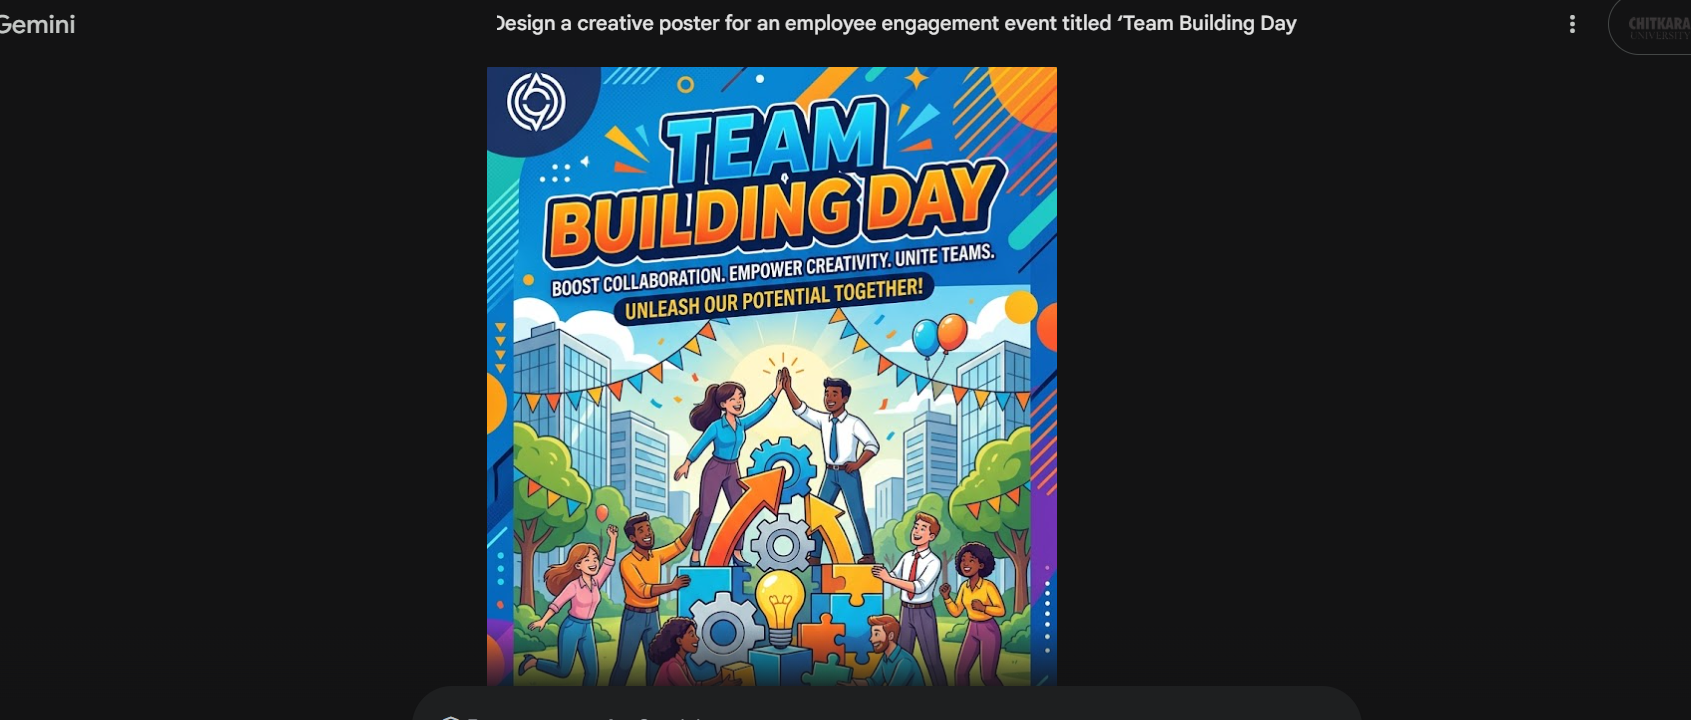 Gemini
Design a creative poster for an employee engagement event titled ‘Team Building Day
CHITKARA
UNIVERSITY
TEAM
BUILDING DAY
BOOST COLLABORATION. EMPOWER CREATIVITY. UNITE TEAMS.
UNLEASH OUR POTENTIAL TOGETHER!